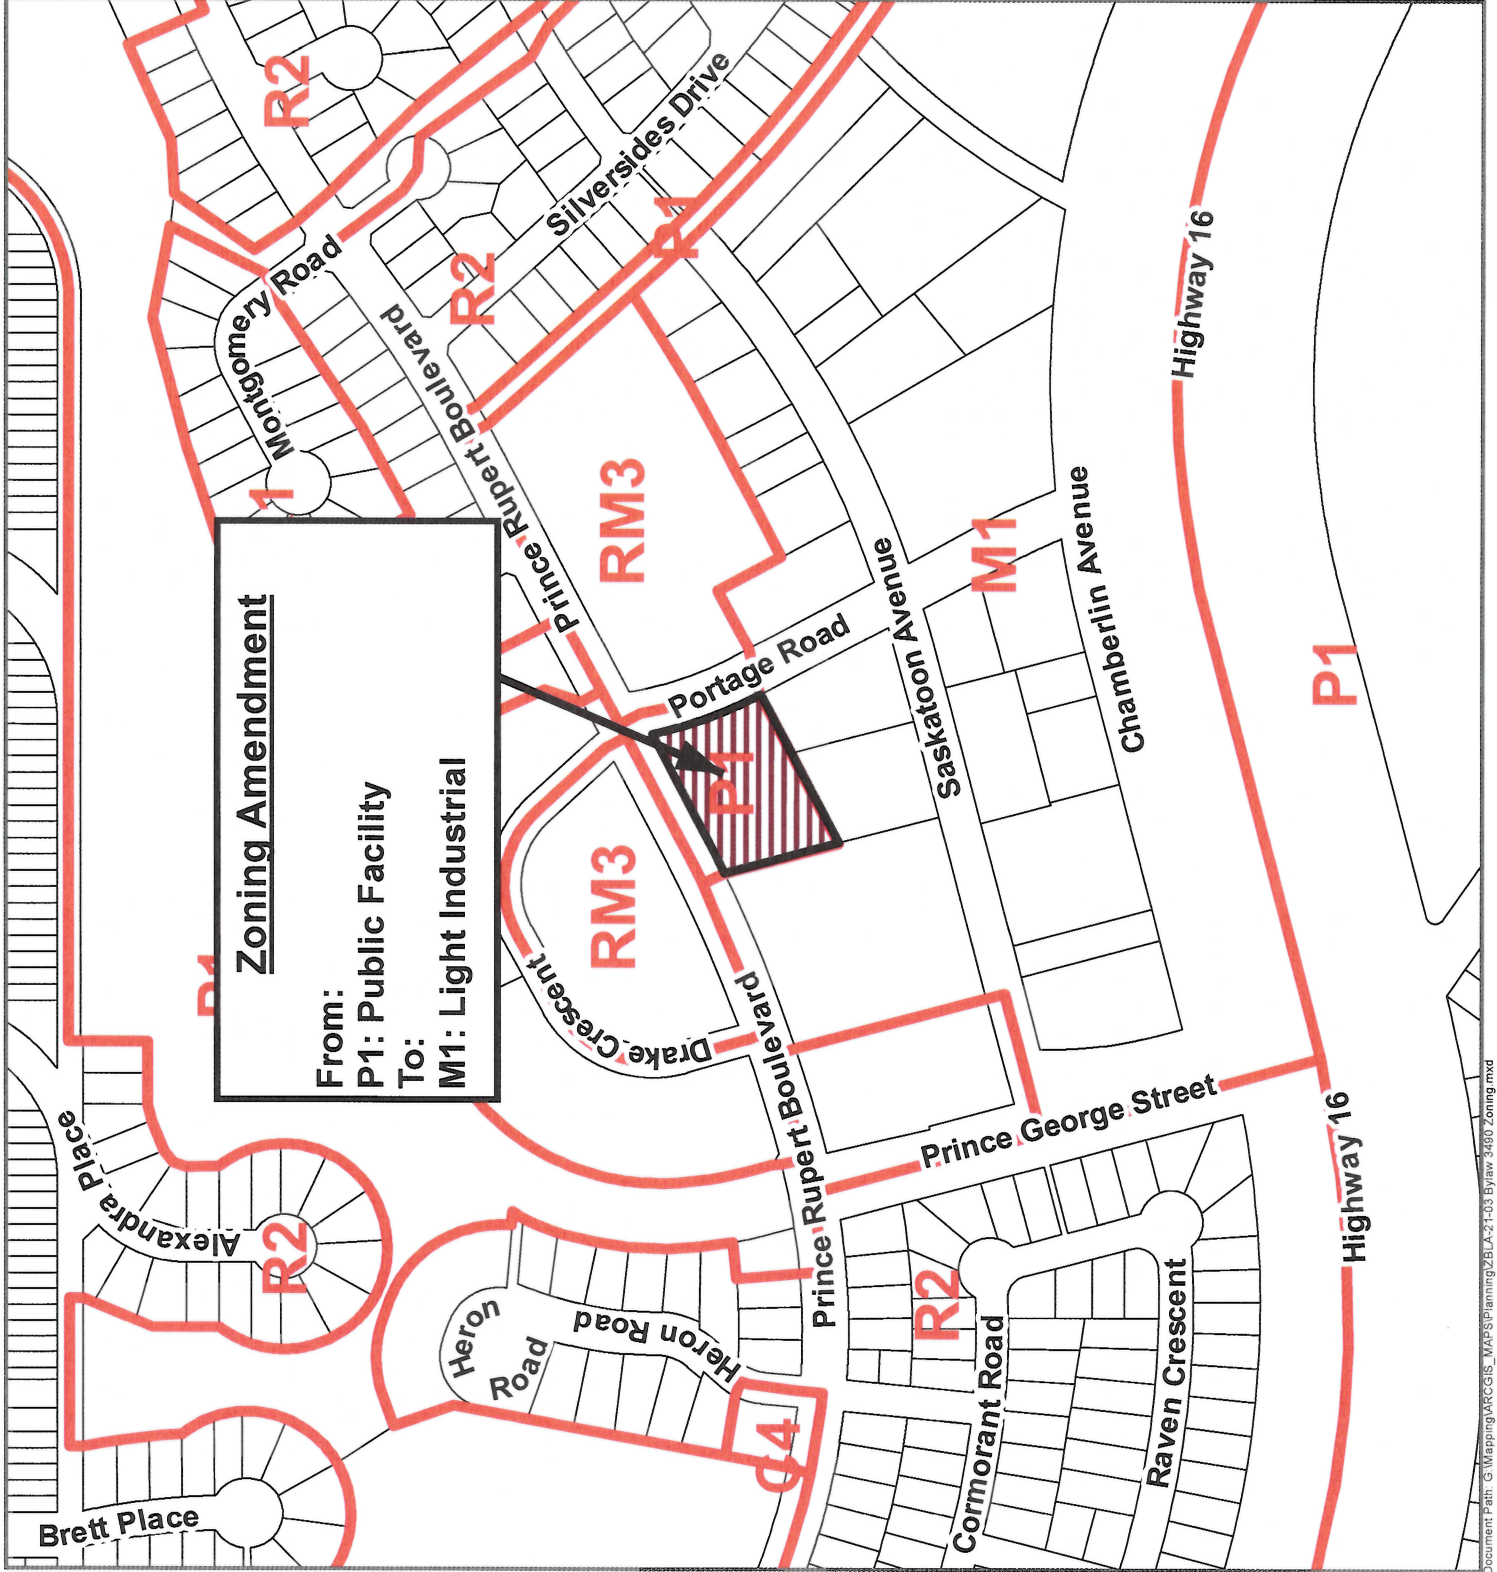 Zoning Amendment
From:
P1: Public Facility
To:
M1: Light Industrial
Brett Place
Alexandra Place
R2
Heron
Road
Heron Road
C4
Drake Crescent
RM3
P1
Montgomery Road
R2
R2
Silversides Drive
P1
RM3
Prince Rupert Boulevard
Prince Rupert Boulevard
Portage Road
Saskatoon Avenue
M1
Chamberlin Avenue
Prince George Street
R2
Cormorant Road
Raven Crescent
Highway 16
Highway 16
P1
Document Path: G:\Mapping\ARCGIS_MAPS\Planning\ZBLA-21-03 Bylaw 3490 Zoning.mxd